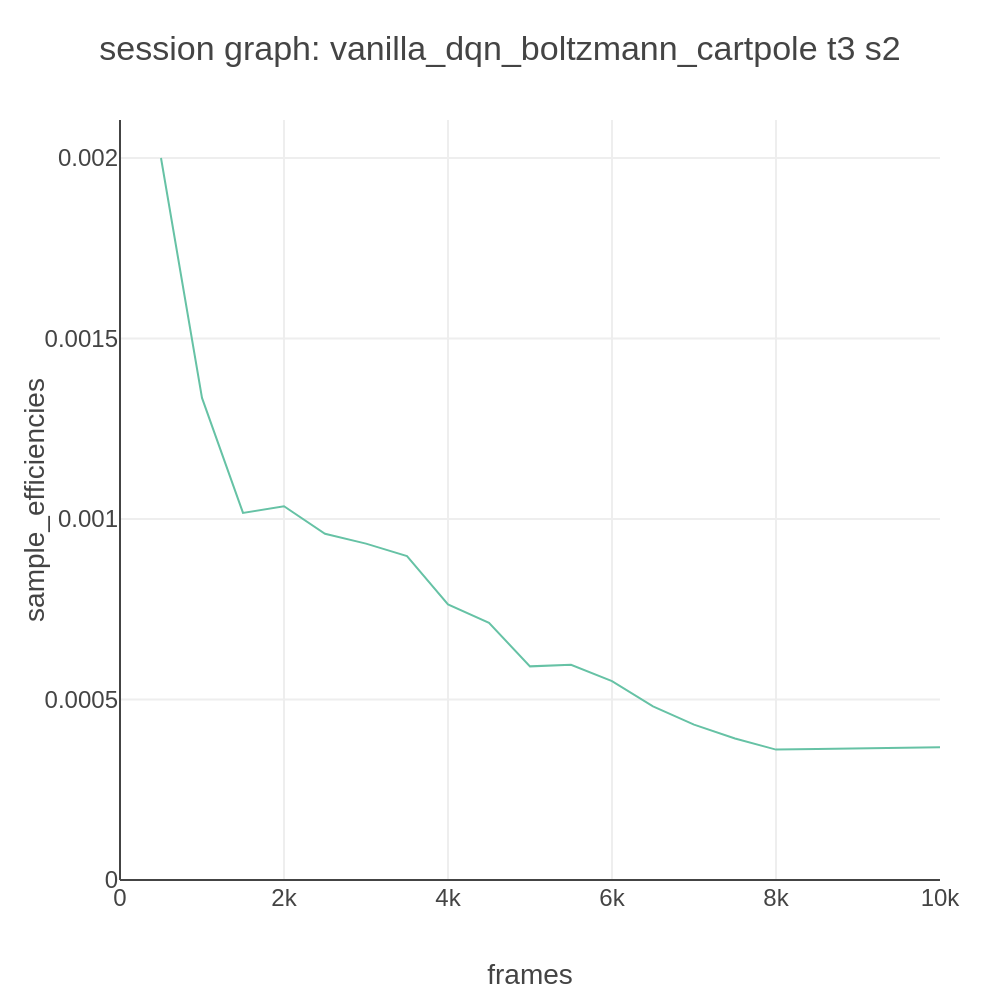 session graph: vanilla_dqn_boltzmann_cartpole t3 s2
sample_efficiencies
0.002
0.0015
0.001
0.0005
0
0 2k 4k 6k 8k 10k
frames